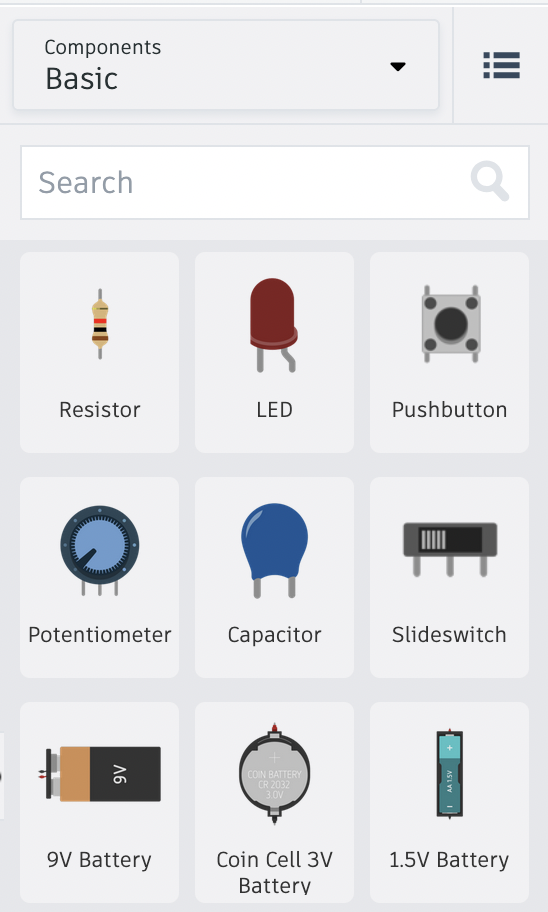 Components
Basic
Search
Resistor
LED
Pushbutton
Potentiometer
Capacitor
Slideswitch
9V
COIN BATTERY
CR 2032
3.0V
AA 1.5V
9V Battery
Coin Cell 3V
Battery
1.5V Battery